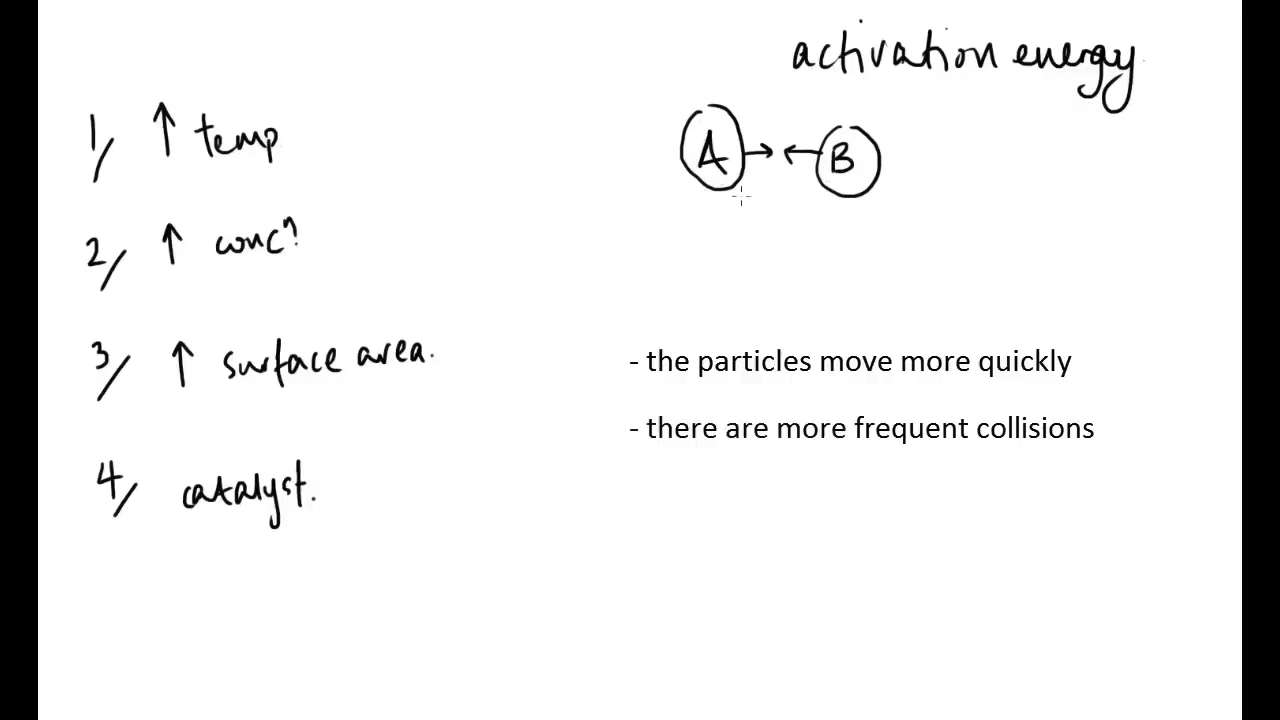 activation energy
1/ ↑ temp
A → ← B
2/ ↑ concⁿ
3/ ↑ surface area.
- the particles move more quickly
- there are more frequent collisions
4/ catalyst.